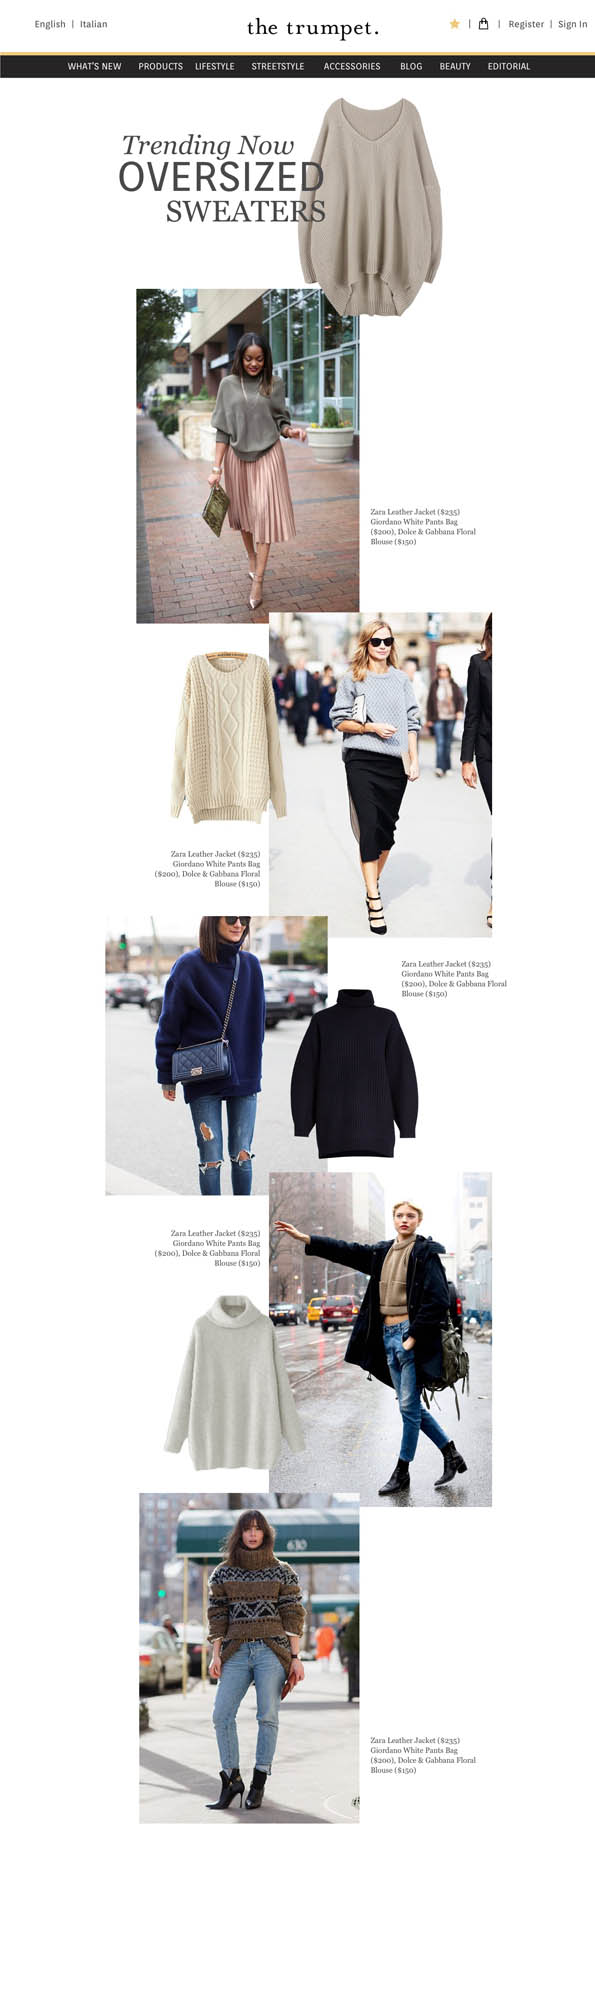 English | Italian
the trumpet.
Register | Sign In
WHAT'S NEW PRODUCTS LIFESTYLE STREETSTYLE ACCESSORIES BLOG BEAUTY EDITORIAL
Trending Now
OVERSIZED
SWEATERS
Zara Leather Jacket ($235)
Giordano White Pants Bag
($200), Dolce & Gabbana Floral
Blouse ($150)
Zara Leather Jacket ($235)
Giordano White Pants Bag
($200), Dolce & Gabbana Floral
Blouse ($150)
Zara Leather Jacket ($235)
Giordano White Pants Bag
($200), Dolce & Gabbana Floral
Blouse ($150)
Zara Leather Jacket ($235)
Giordano White Pants Bag
($200), Dolce & Gabbana Floral
Blouse ($150)
630
Zara Leather Jacket ($235)
Giordano White Pants Bag
($200), Dolce & Gabbana Floral
Blouse ($150)